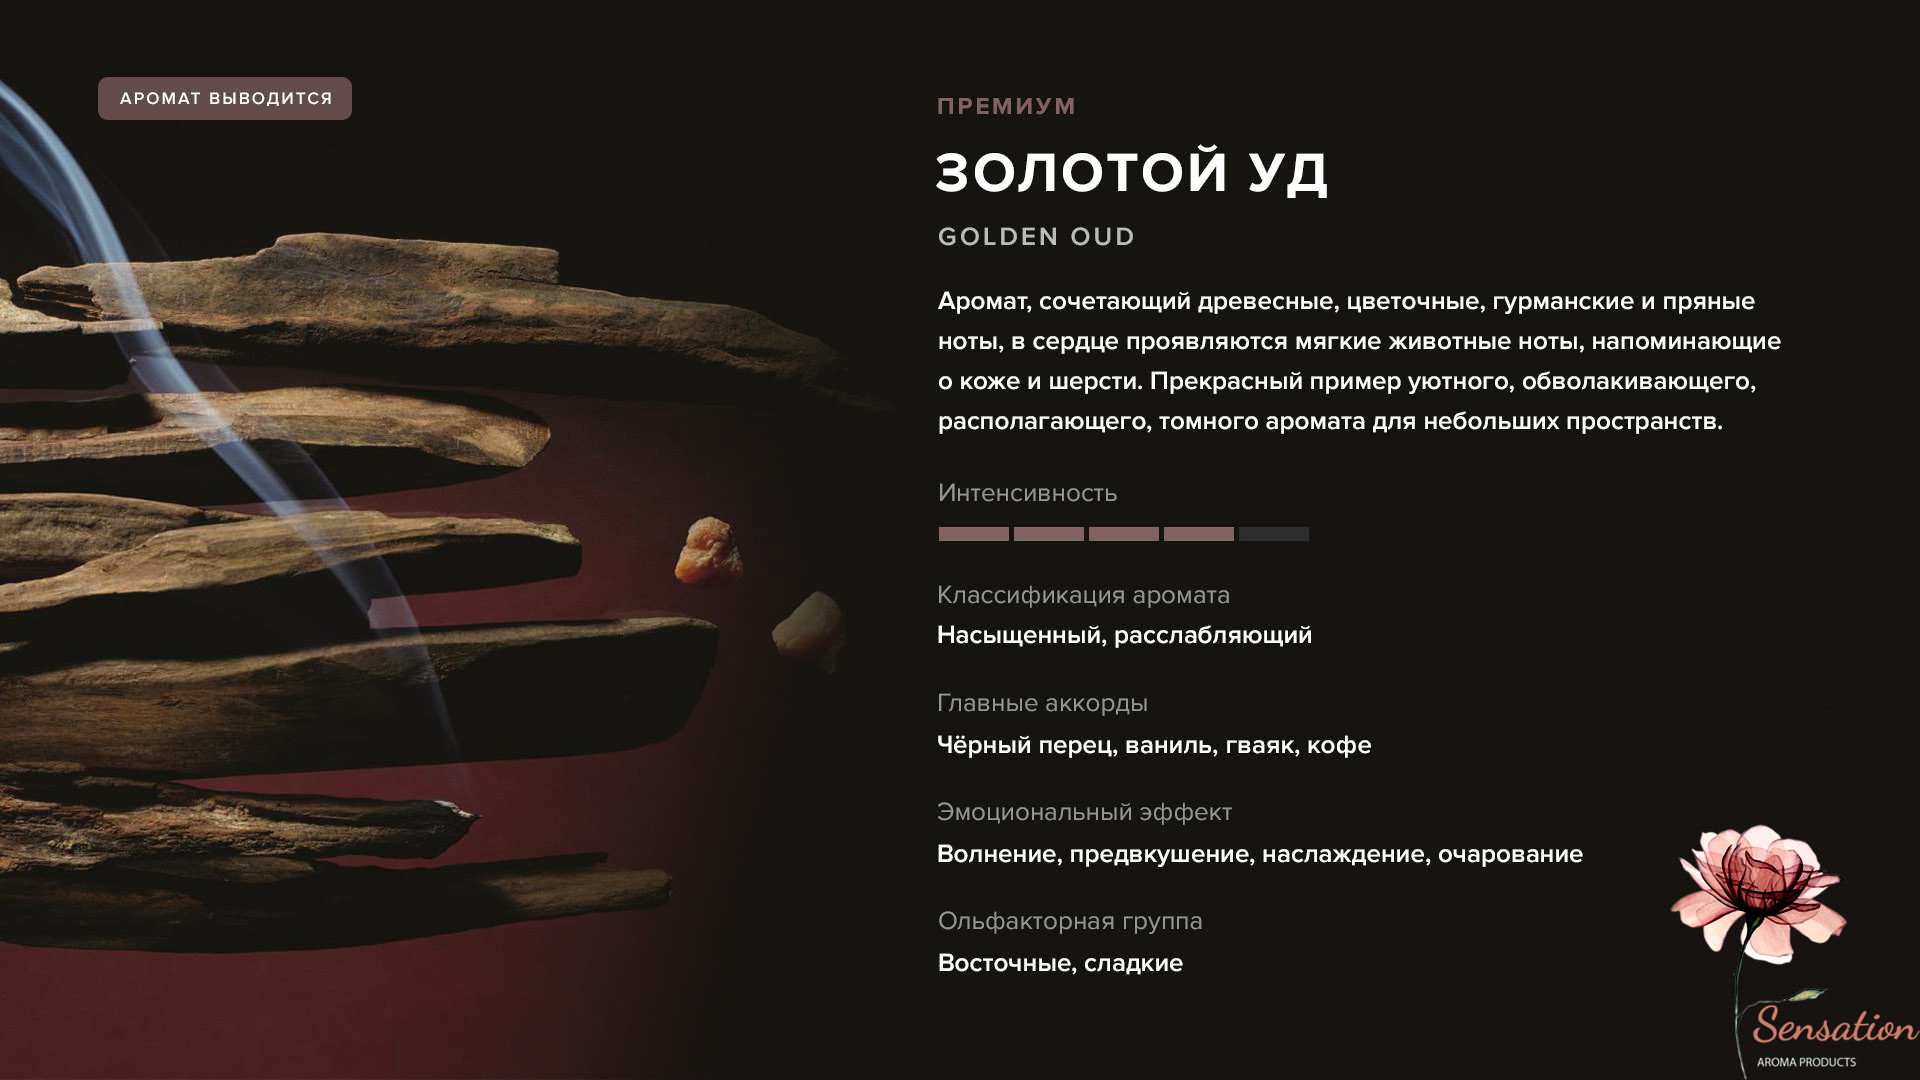 АРОМАТ ВЫВОДИТСЯ
ПРЕМИУМ
ЗОЛОТОЙ УД
GOLDEN OUD
Аромат, сочетающий древесные, цветочные, гурманские и пряные
ноты, в сердце проявляются мягкие животные ноты, напоминающие
о коже и шерсти. Прекрасный пример уютного, обволакивающего,
располагающего, томного аромата для небольших пространств.
Интенсивность
Классификация аромата
Насыщенный, расслабляющий
Главные аккорды
Чёрный перец, ваниль, гваяк, кофе
Эмоциональный эффект
Волнение, предвкушение, наслаждение, очарование
Ольфакторная группа
Восточные, сладкие
Sensation
AROMA PRODUCTS